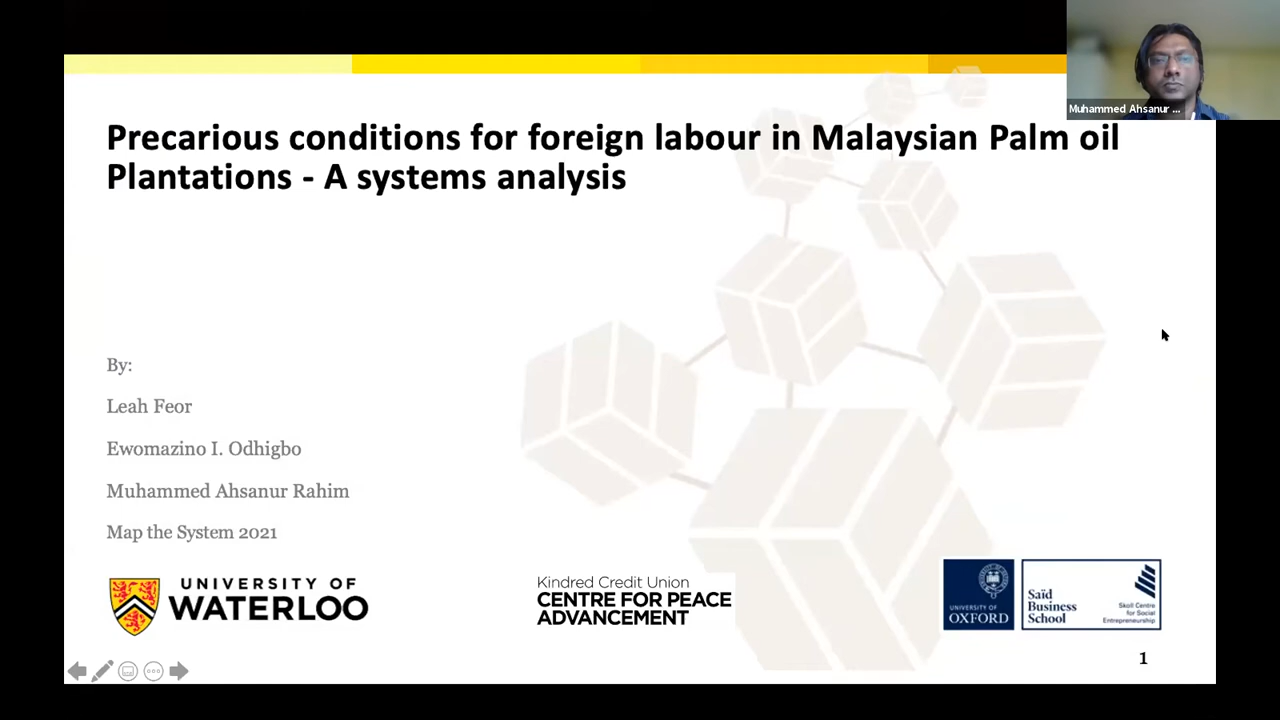 Muhammed Ahsanur ...
Precarious conditions for foreign labour in Malaysian Palm oil
Plantations - A systems analysis
By:
Leah Feor
Ewomazino I. Odhigbo
Muhammed Ahsanur Rahim
Map the System 2021
UNIVERSITY OF
WATERLOO
Kindred Credit Union
CENTRE FOR PEACE
ADVANCEMENT
UNIVERSITY OF
OXFORD
Saïd
Business
School
Skoll Centre
for Social
Entrepreneurship
1